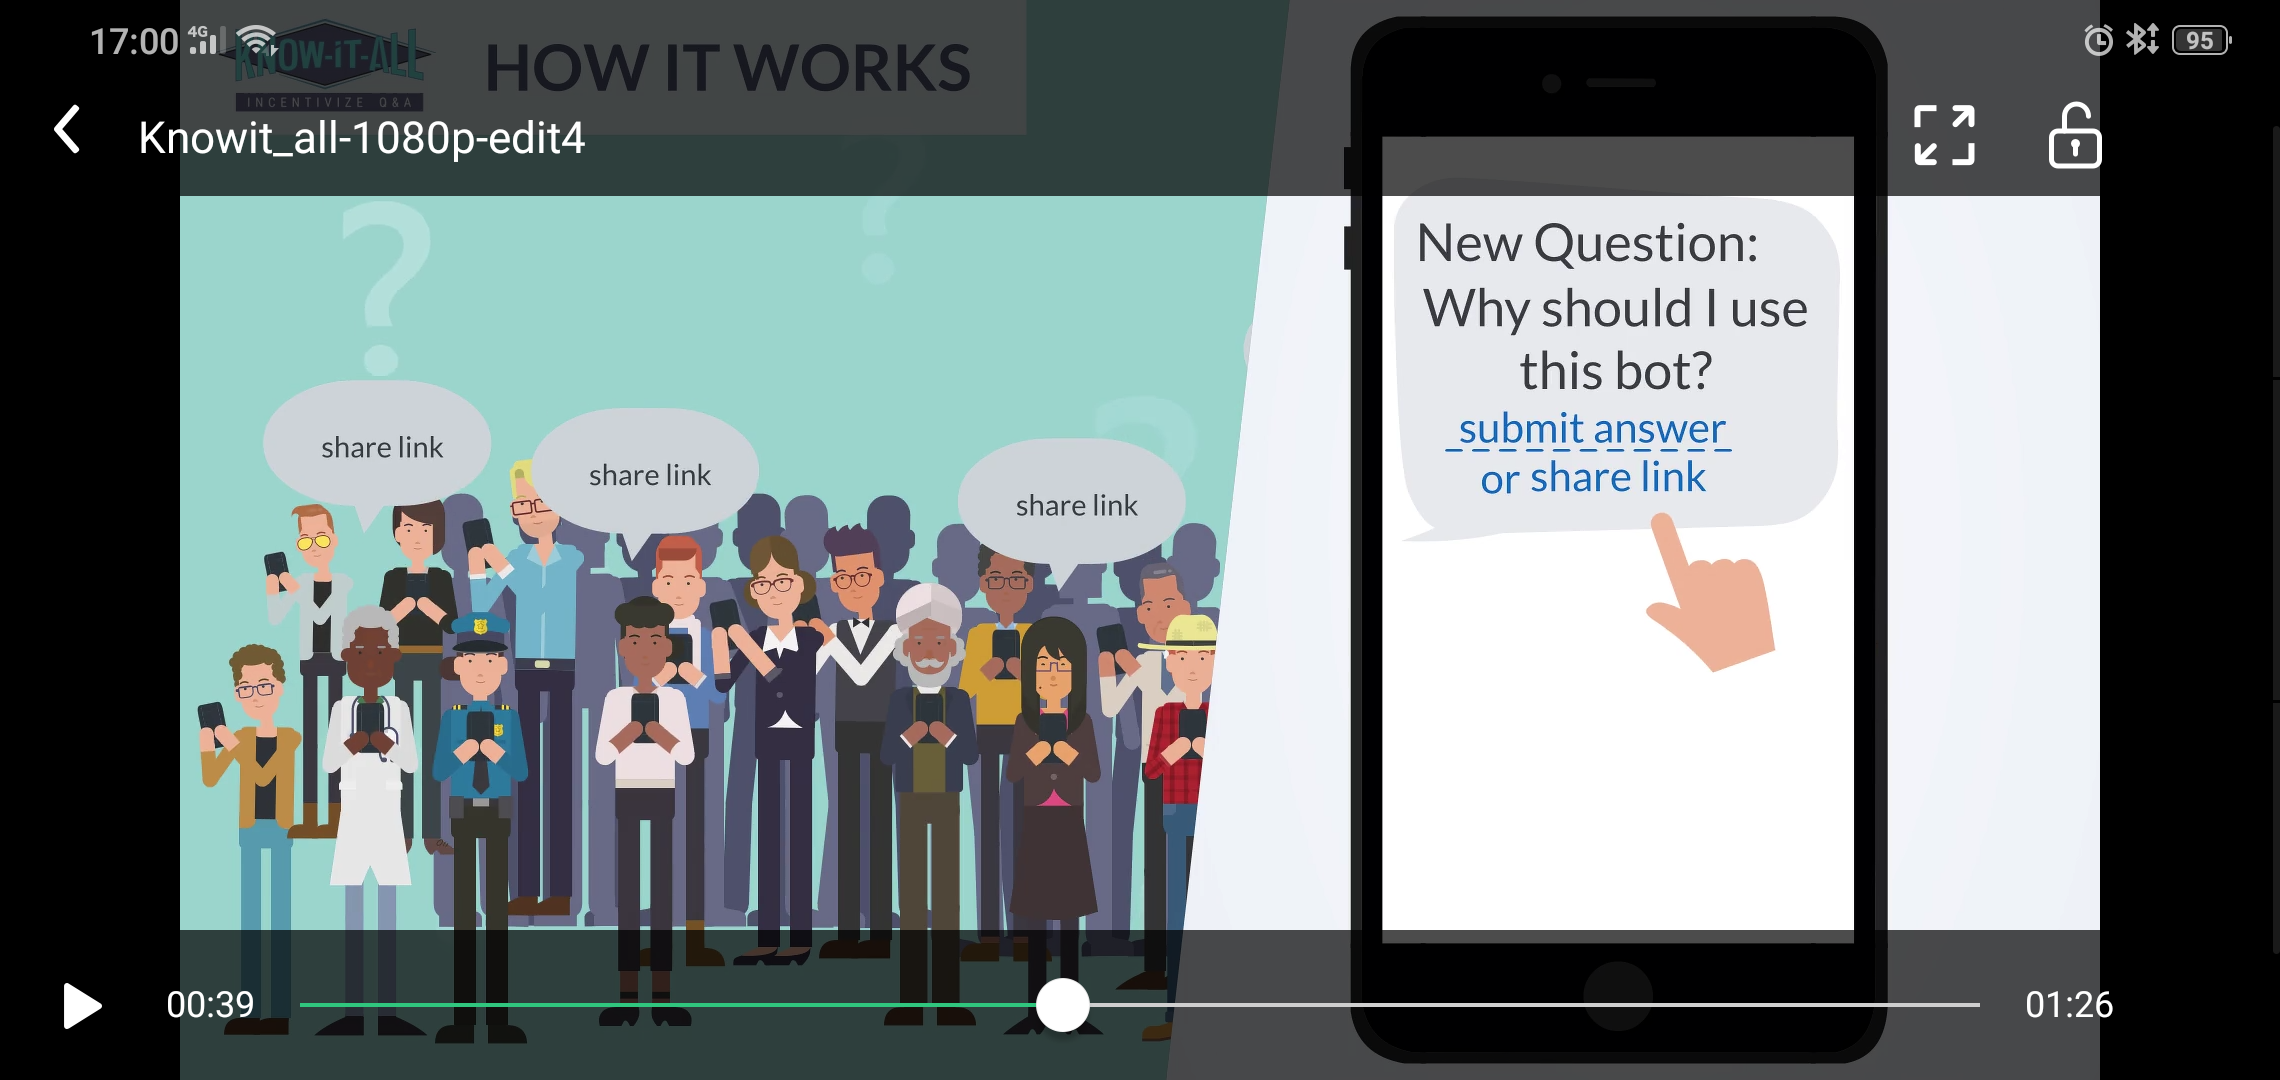 17:00 4G 95
KNOW-iT-ALL
INCENTIVIZE Q&A
HOW IT WORKS
Knowit_all-1080p-edit4
?
?
?
share link
share link
share link
New Question:
Why should I use
this bot?
submit answer
or share link
00:39
01:26